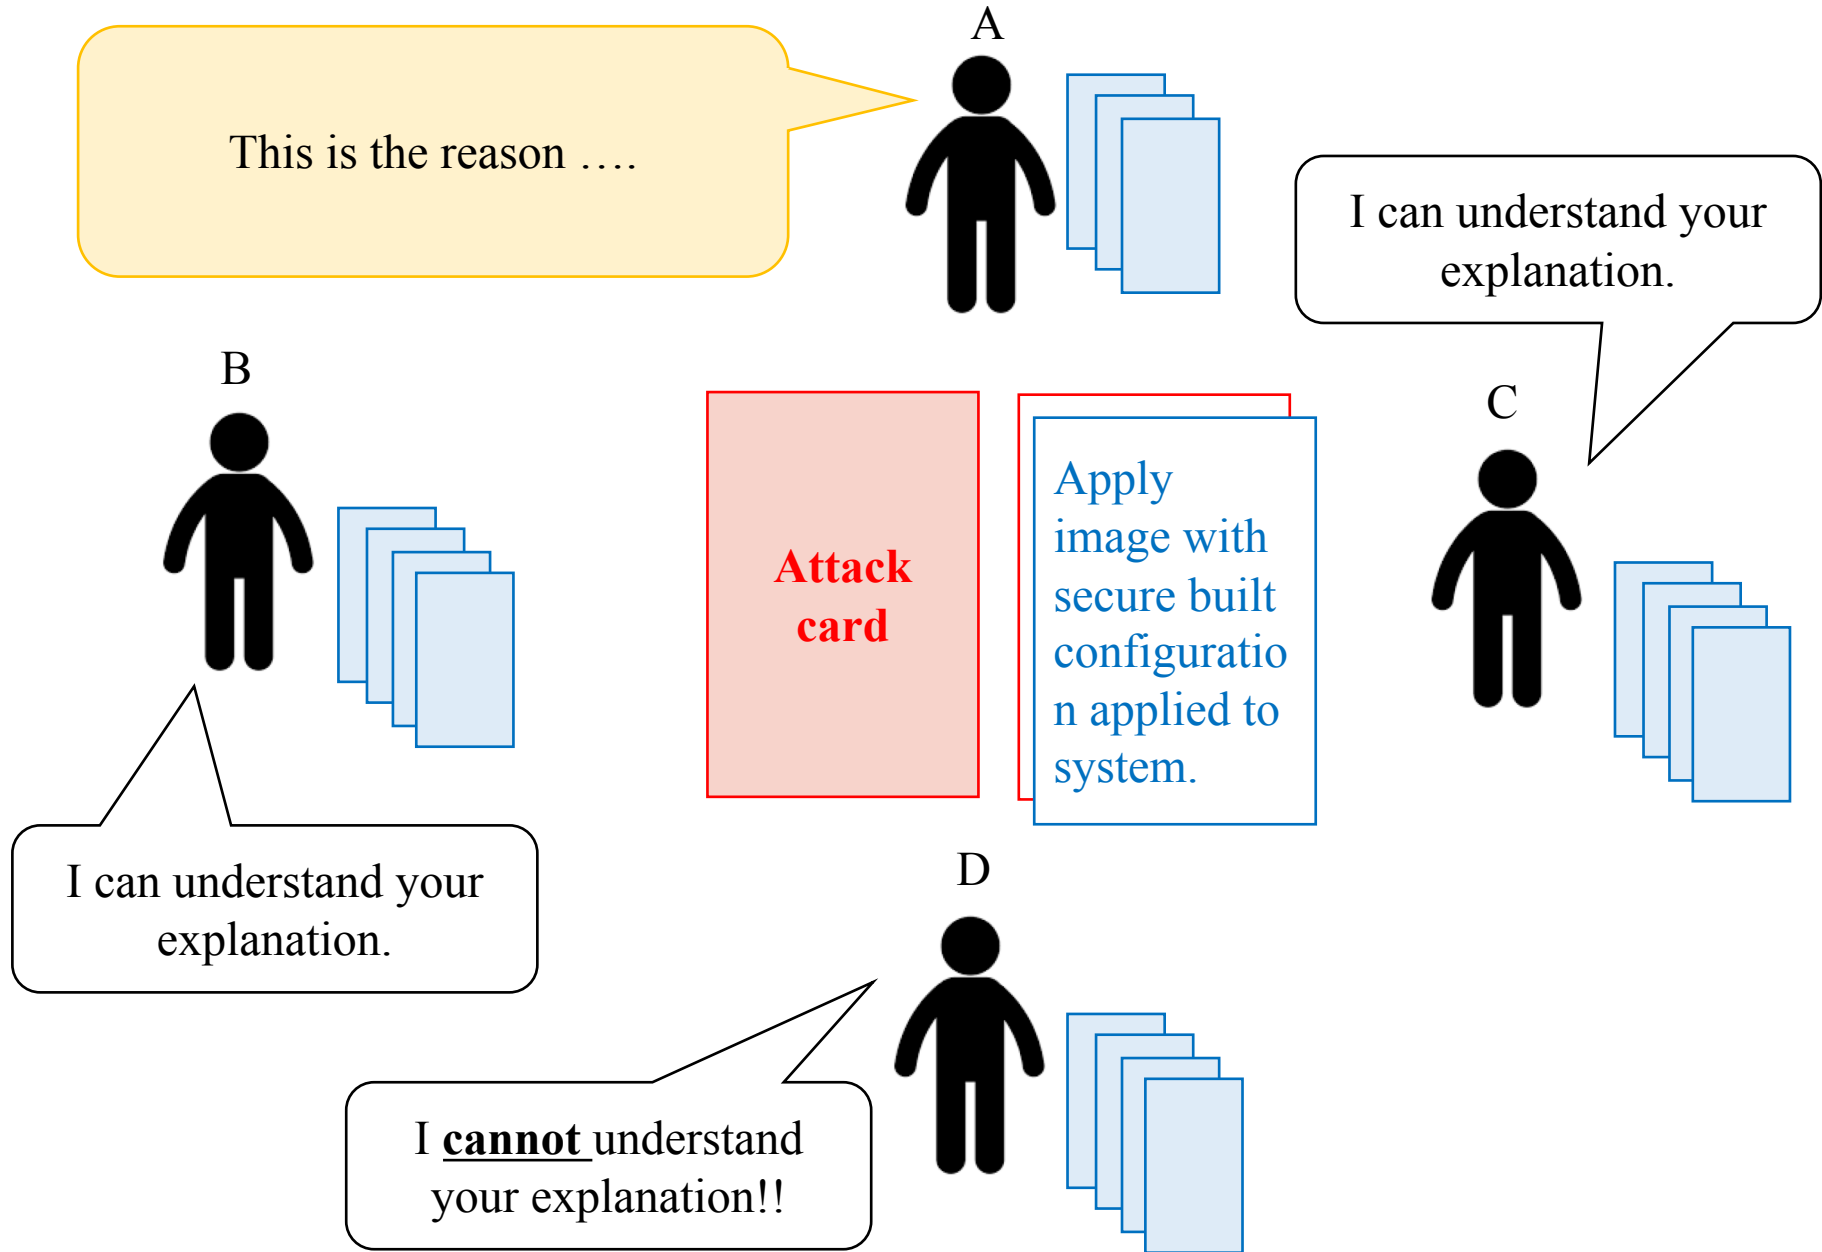 A
This is the reason ….
I can understand your
explanation.
B
C
Attack
card
Apply
image with
secure built
configuratio
n applied to
system.
I can understand your
explanation.
D
I cannot understand
your explanation!!